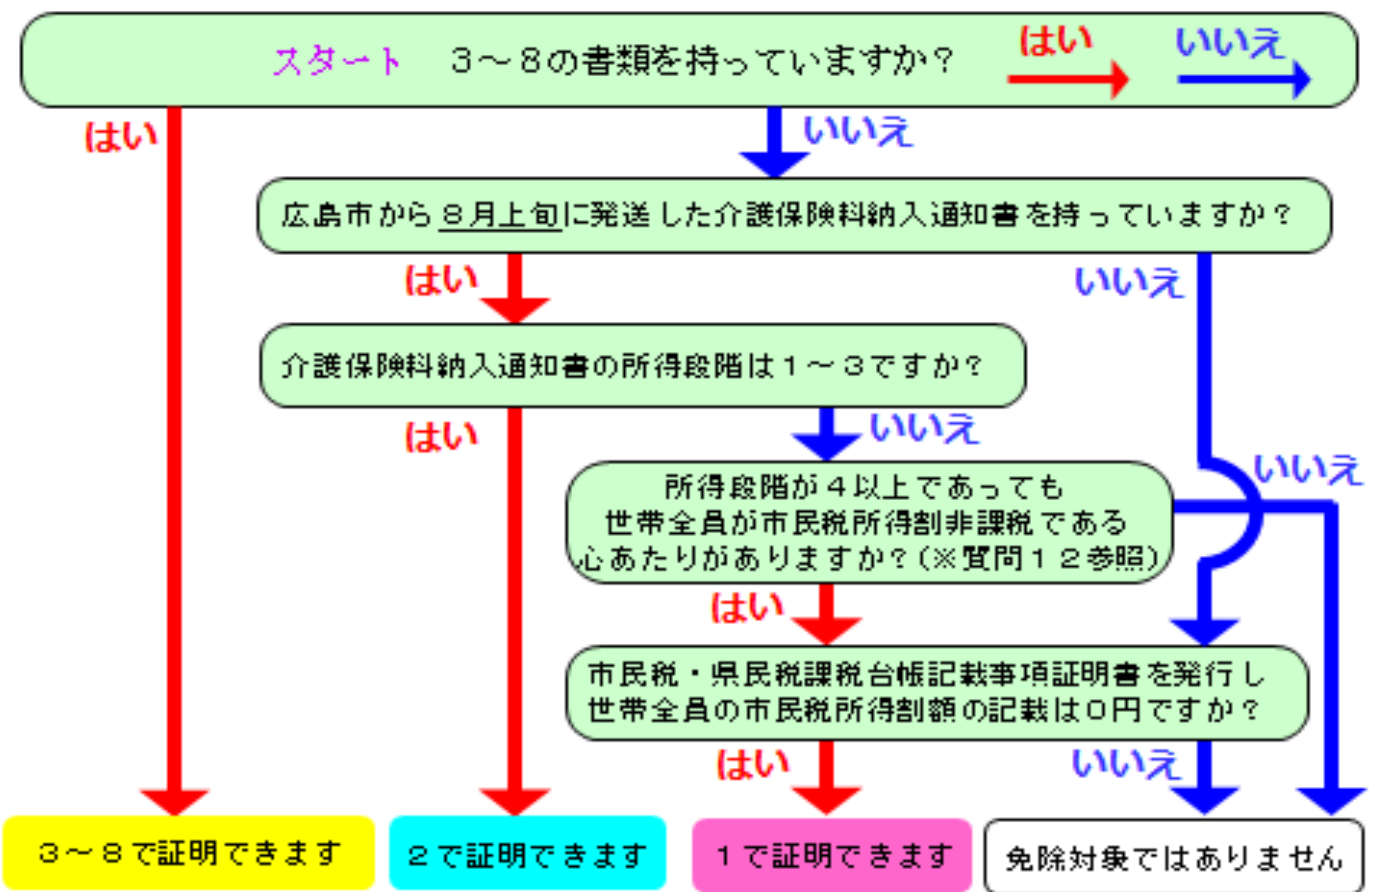 スタート　３～８の書類を持っていますか？
はい
いいえ
はい
いいえ
広島市から８月上旬に発送した介護保険料納入通知書を持っていますか？
はい
いいえ
介護保険料納入通知書の所得段階は１～３ですか？
はい
いいえ
いいえ
所得段階が４以上であっても
世帯全員が市民税所得割非課税である
心あたりがありますか？（※質問１２参照）
はい
市民税・県民税課税台帳記載事項証明書を発行し
世帯全員の市民税所得割額の記載は０円ですか？
はい
いいえ
３～８で証明できます
２で証明できます
１で証明できます
免除対象ではありません